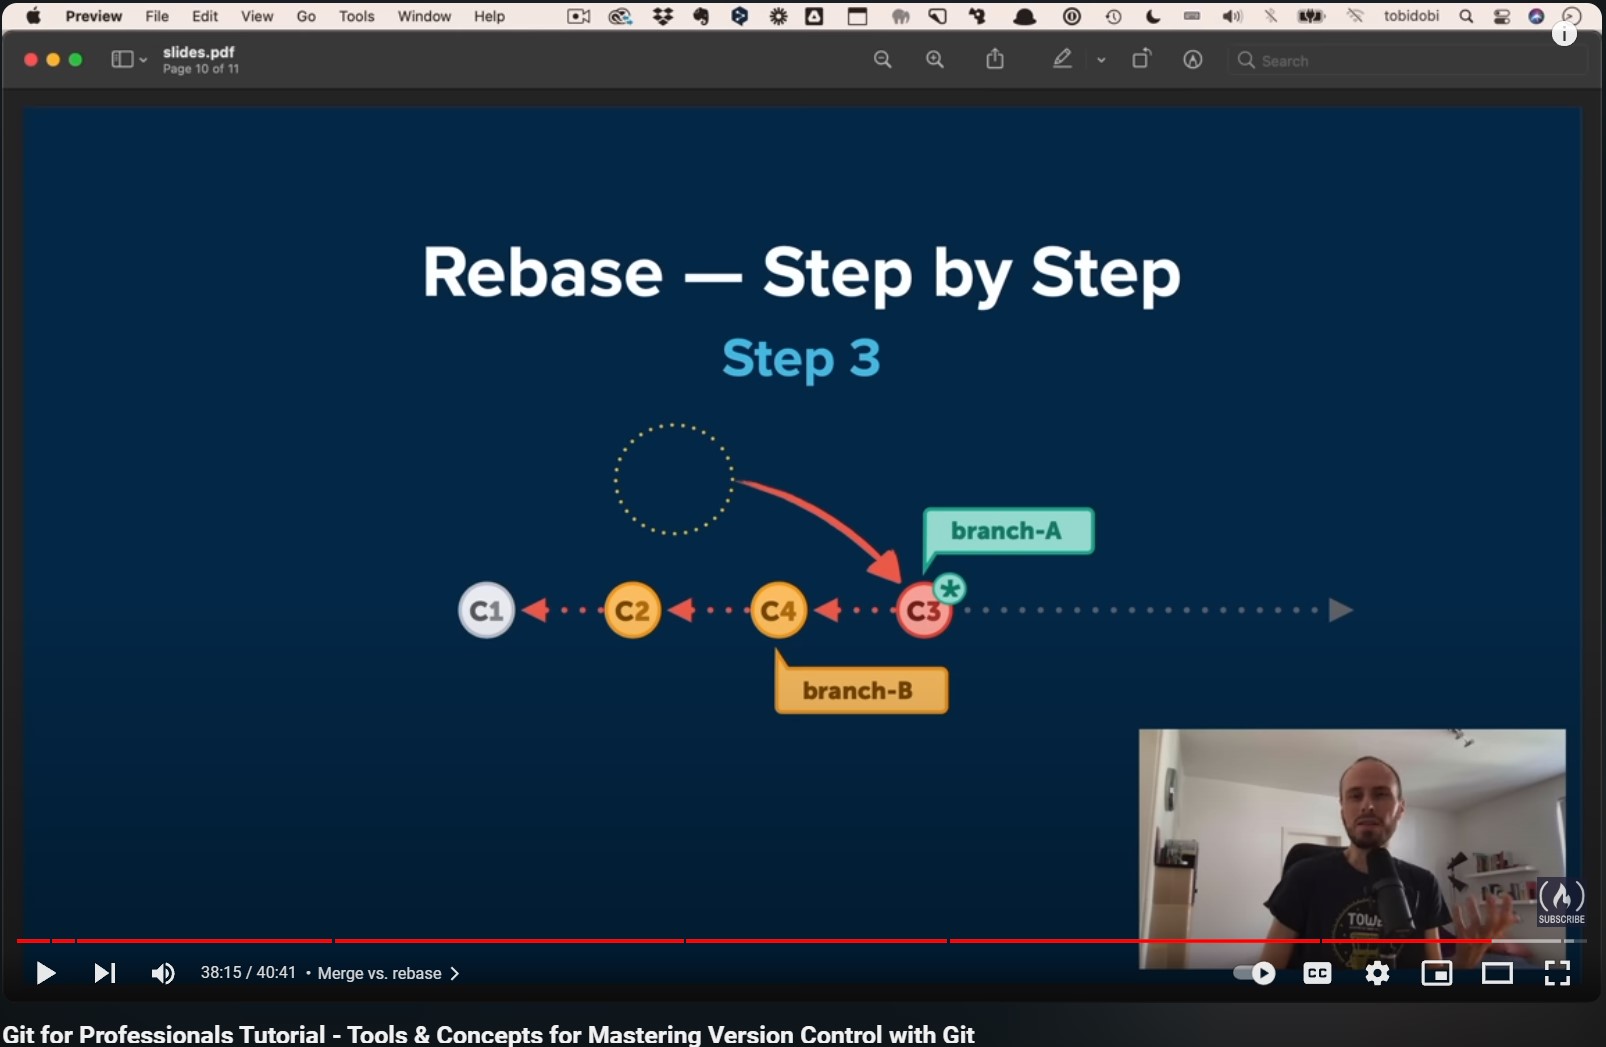 Preview File Edit View Go Tools Window Help tobidobi
slides.pdf
Page 10 of 11
Search
Rebase — Step by Step
Step 3
branch-A
C1 C2 C4 C3 *
branch-B
SUBSCRIBE
38:15 / 40:41 • Merge vs. rebase
CC
Git for Professionals Tutorial - Tools & Concepts for Mastering Version Control with Git